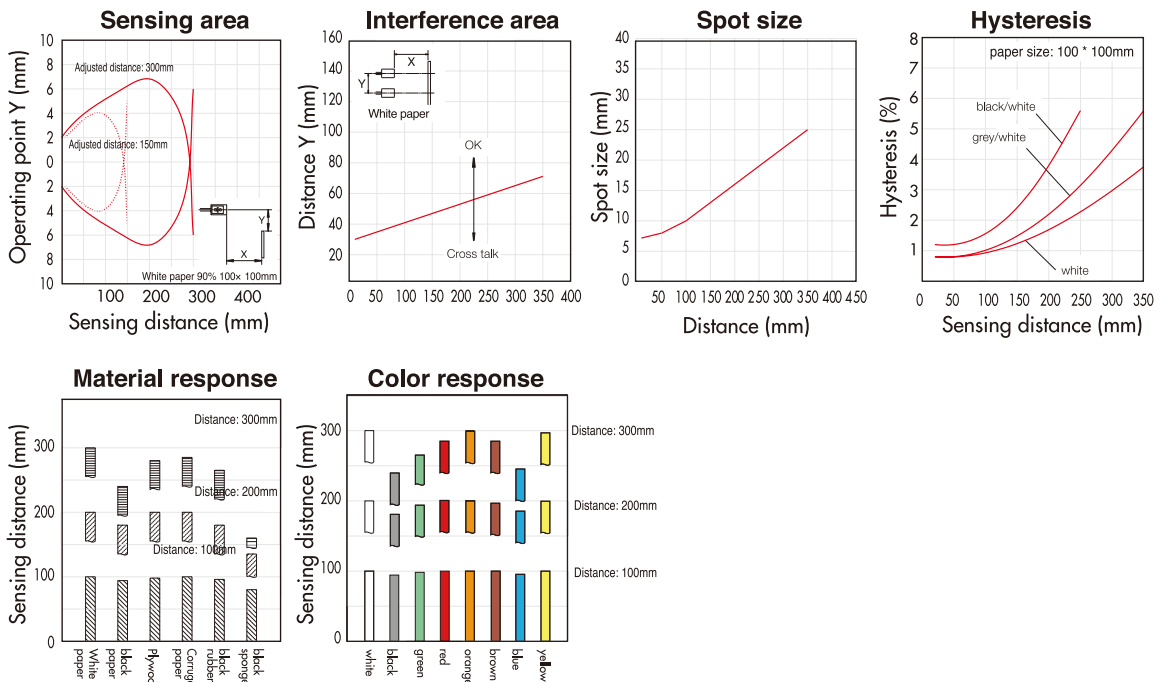 Sensing area
Operating point Y (mm)
10
8
6
4
2
0
2
4
6
8
10
Adjusted distance: 300mm
Adjusted distance: 150mm
Y
X
White paper 90% 100× 100mm
0
100
200
300
400
500
Sensing distance (mm)
Interference area
Distance Y (mm)
160
140
120
100
80
60
40
20
X
Y
White paper
OK
Cross talk
0
50
100
150
200
250
300
350
400
Sensing distance (mm)
Spot size
Spot size (mm)
40
35
30
25
20
15
10
5
0
50
100
150
200
250
300
350
400
450
Distance (mm)
Hysteresis
Hysteresis (%)
8
6
5
4
3
2
1
paper size: 100 * 100mm
black/white
grey/white
white
0
50
100
150
200
250
300
350
Sensing distance (mm)
Material response
Sensing distance (mm)
300
200
100
0
Distance: 300mm
Distance: 200mm
Distance: 100mm
White paper
black paper
Plywoo
Corruga paper
black rubber
black sponge
Color response
Sensing distance (mm)
300
200
100
0
Distance: 300mm
Distance: 200mm
Distance: 100mm
white
black
green
red
orange
brown
blue
yellow